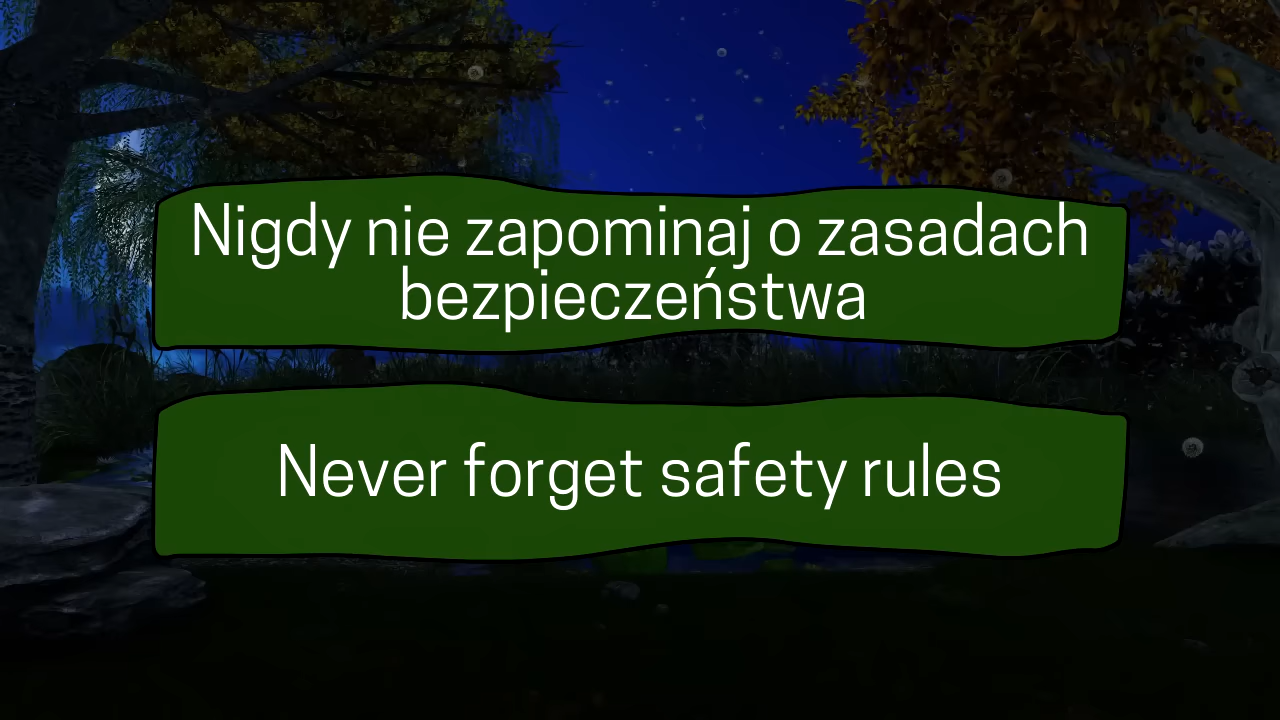 Nigdy nie zapominaj o zasadach
bezpieczeństwa
Never forget safety rules